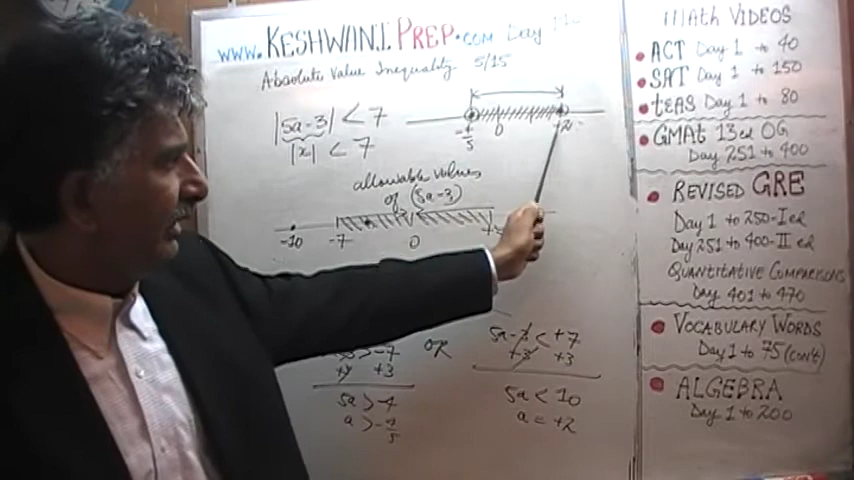 www.KESHWANI PREP.com Day
Absolute Value Inequality 5/15
|5a-3| < 7
|x| < 7
-4/5 0 +2
allowable values
of (5a-3)
-10 -7 0
> -7 or 5a-3 < +7
+3 +3 +3 +3
5a > -4 5a < 10
a > -4/5 a = +2
Math VIDEOS
ACT Day 1 to 40
SAT Day 1 to 150
tEAS Day 1 to 80
GMAt 13ed OG
Day 251 to 400
REVISED GRE
Day 1 to 250-I ed
Day 251 to 400-II ed
QUANTITATIVE COMPARISONS
Day 401 to 470
VOCABULARY WORDS
Day 1 to 75 (con't)
ALGEBRA
Day 1 to 200